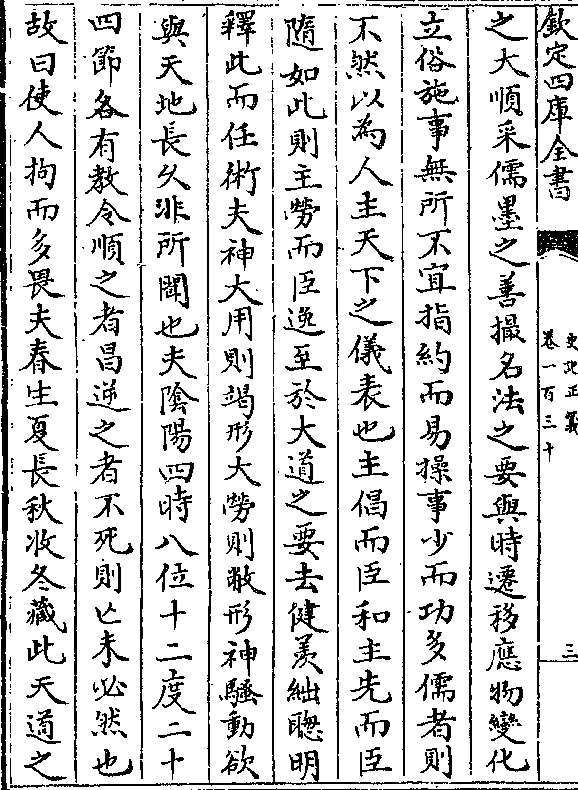 欽定四庫全書
史記正義
卷一百三十
三
之大順采儒墨之善撮名法之要與時遷移應物變化
立俗施事無所不宜指約而易操事少而功多儒者則
不然以為人主天下之儀表也主倡而臣和主先而臣
隨如此則主勞而臣逸至於大道之要去健羨絀聰明
釋此而任術夫神大用則竭形大勞則敝形神騷動欲
與天地長久非所聞也夫陰陽四時八位十二度二十
四節各有教令順之者昌逆之者不死則亡未必然也
故曰使人拘而多畏夫春生夏長秋收冬藏此天道之